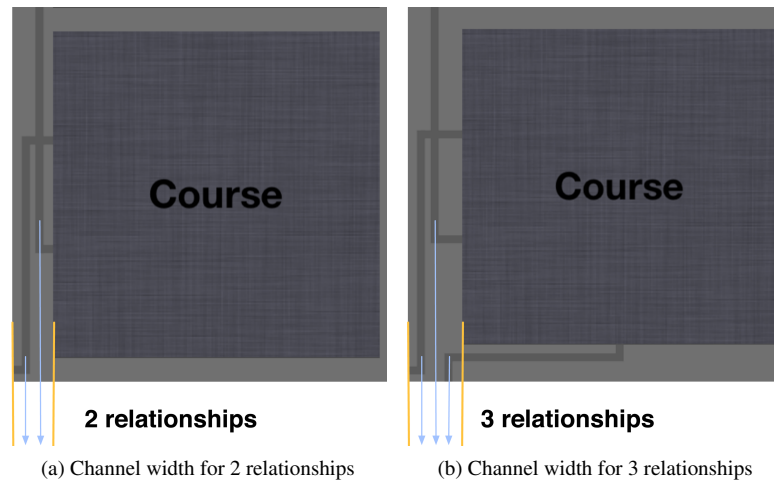 Course
Course
2 relationships
3 relationships
(a) Channel width for 2 relationships
(b) Channel width for 3 relationships